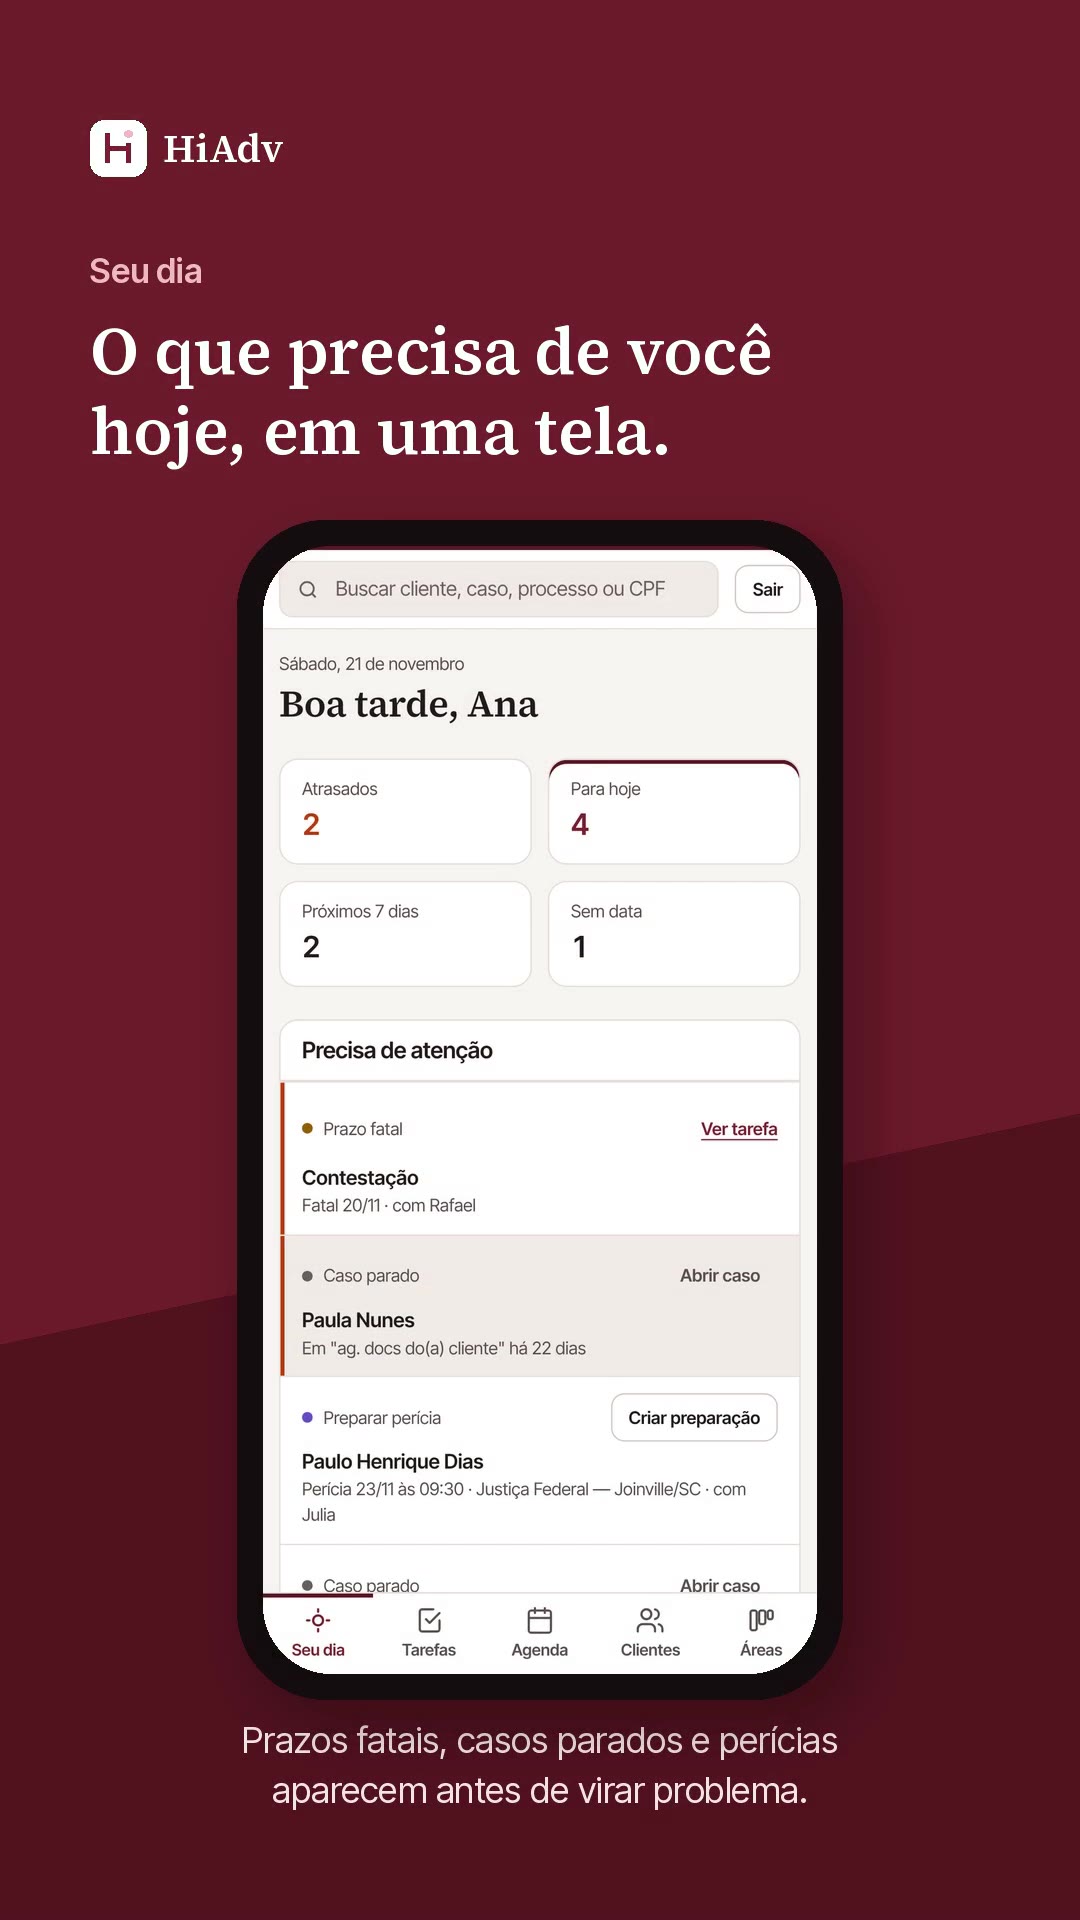 HiAdv
Seu dia
O que precisa de você
hoje, em uma tela.
Buscar cliente, caso, processo ou CPF
Sair
Sábado, 21 de novembro
Boa tarde, Ana
Atrasados
2
Para hoje
4
Próximos 7 dias
2
Sem data
1
Precisa de atenção
Prazo fatal
Ver tarefa
Contestação
Fatal 20/11 · com Rafael
Caso parado
Abrir caso
Paula Nunes
Em "ag. docs do(a) cliente" há 22 dias
Preparar perícia
Criar preparação
Paulo Henrique Dias
Perícia 23/11 às 09:30 · Justiça Federal — Joinville/SC · com
Julia
Caso parado
Abrir caso
Seu dia
Tarefas
Agenda
Clientes
Áreas
Prazos fatais, casos parados e perícias
aparecem antes de virar problema.